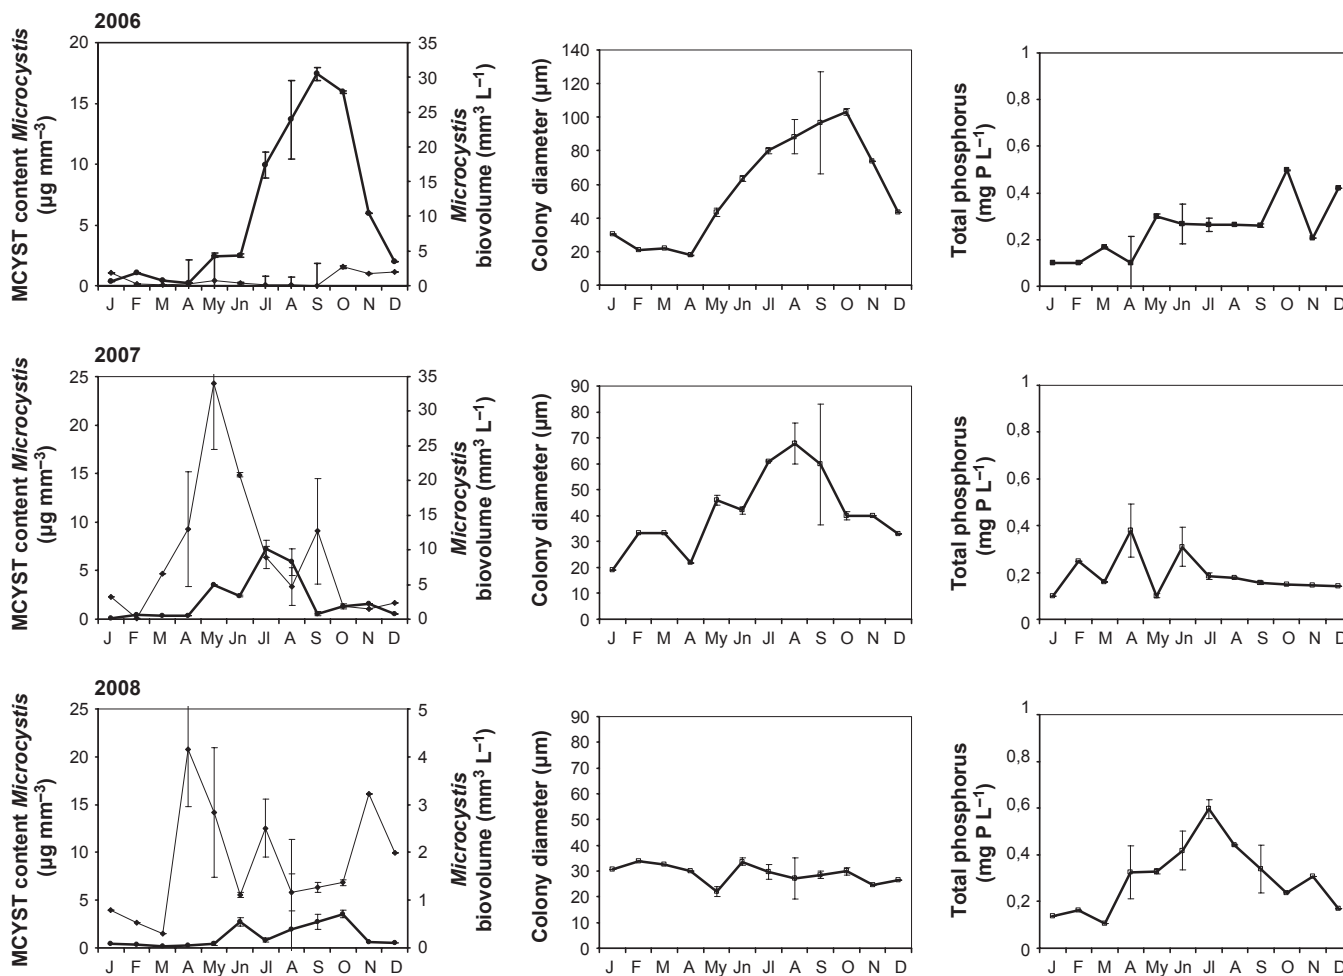 2006
MCYST content Microcystis
(µg mm−3)
20
15
10
5
0
35
30
25
20
15
10
5
0
Microcystis
biovolume (mm3 L−1)
J F M A My Jn Jl A S O N D
Colony diameter (µm)
140
120
100
80
60
40
20
0
J F M A My Jn Jl A S O N D
Total phosphorus
(mg P L−1)
1
0,8
0,6
0,4
0,2
0
J F M A My Jn Jl A S O N D
2007
MCYST content Microcystis
(µg mm−3)
25
20
15
10
5
0
35
30
25
20
15
10
5
0
Microcystis
biovolume (mm3 L−1)
J F M A My Jn Jl A S O N D
Colony diameter (µm)
90
80
70
60
50
40
30
20
10
0
J F M A My Jn Jl A S O N D
Total phosphorus
(mg P L−1)
1
0,8
0,6
0,4
0,2
0
J F M A My Jn Jl A S O N D
2008
MCYST content Microcystis
(µg mm−3)
25
20
15
10
5
0
5
4
3
2
1
0
Microcystis
biovolume (mm3 L−1)
J F M A My Jn Jl A S O N D
Colony diameter (µm)
90
80
70
60
50
40
30
20
10
0
J F M A My Jn Jl A S O N D
Total phosphorus
(mg P L−1)
1
0,8
0,6
0,4
0,2
0
J F M A My Jn Jl A S O N D